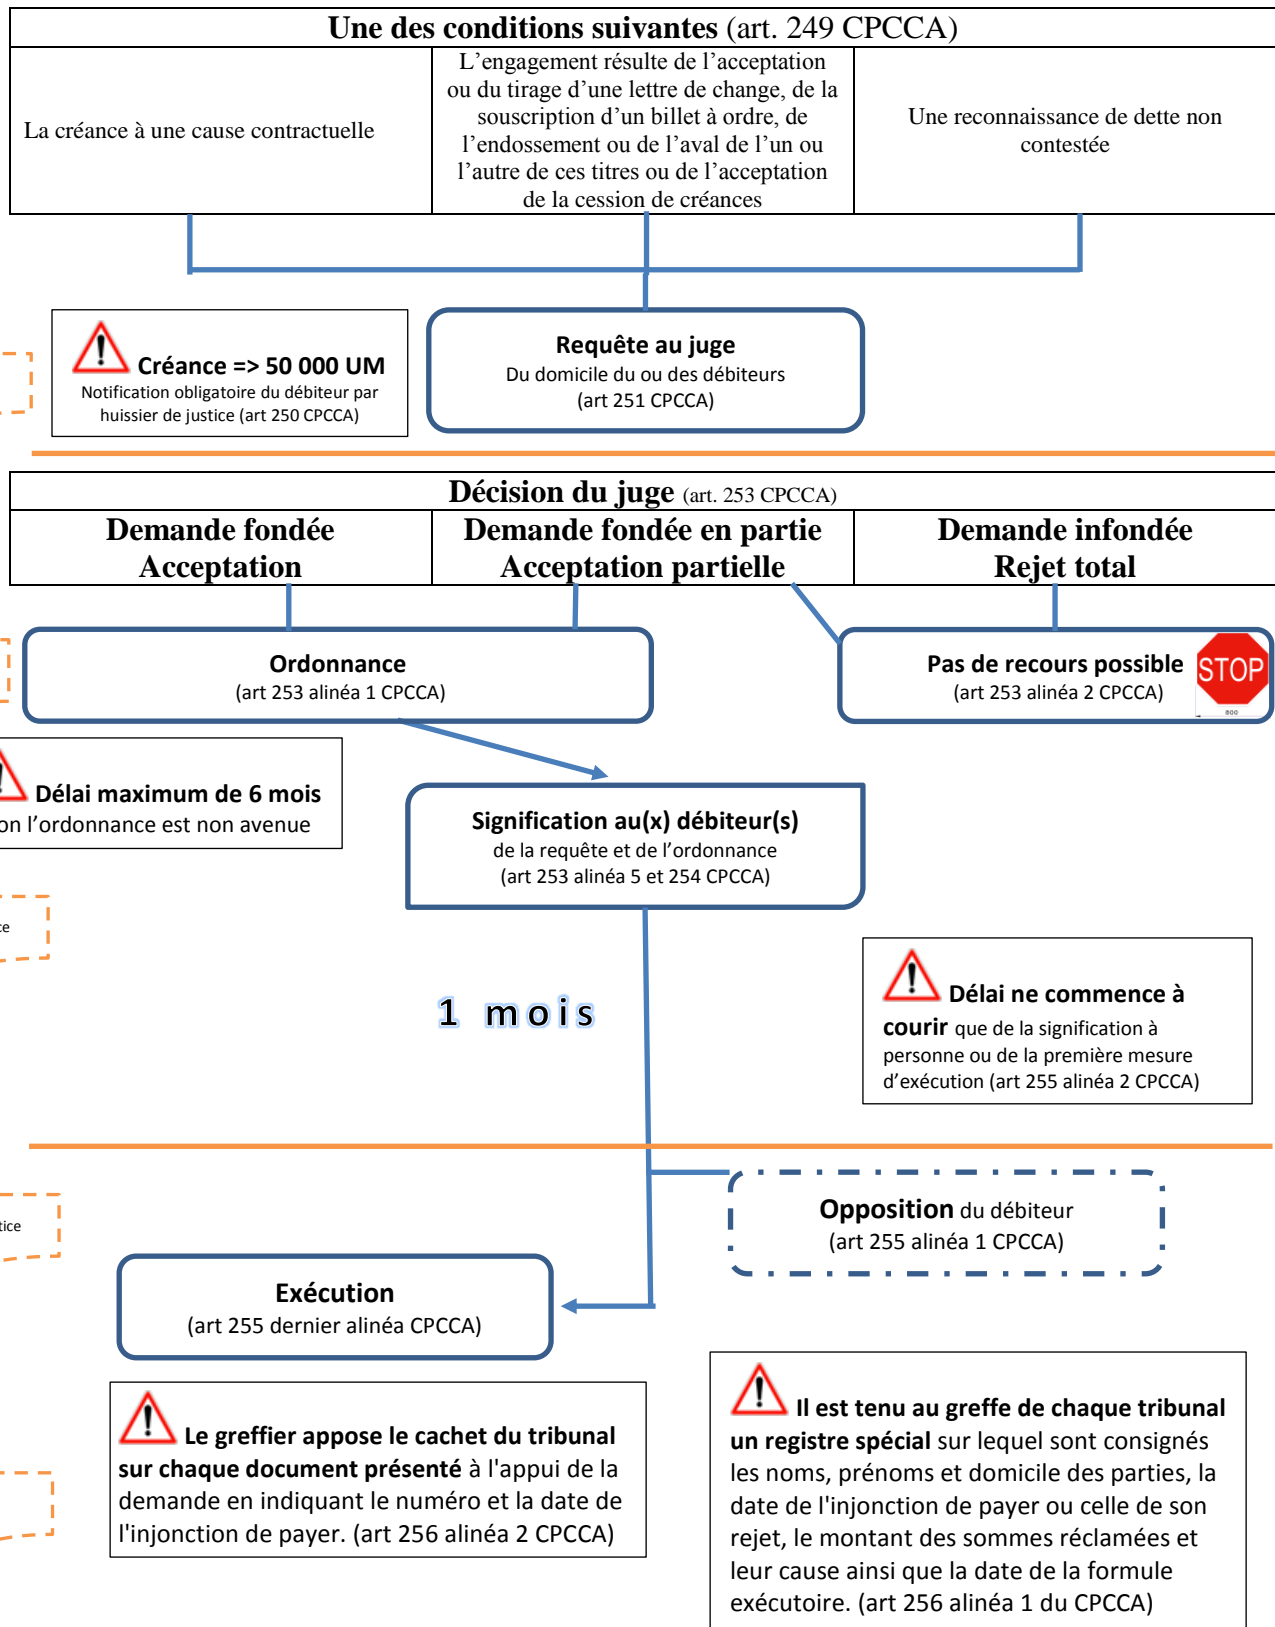 Une des conditions suivantes (art. 249 CPCCA)
La créance à une cause contractuelle
L’engagement résulte de l’acceptation
ou du tirage d’une lettre de change, de la
souscription d’un billet à ordre, de
l’endossement ou de l’aval de l’un ou
l’autre de ces titres ou de l’acceptation
de la cession de créances
Une reconnaissance de dette non
contestée
Créance => 50 000 UM
Notification obligatoire du débiteur par
huissier de justice (art 250 CPCCA)
Requête au juge
Du domicile du ou des débiteurs
(art 251 CPCCA)
Décision du juge (art. 253 CPCCA)
Demande fondée
Acceptation
Demande fondée en partie
Acceptation partielle
Demande infondée
Rejet total
Ordonnance
(art 253 alinéa 1 CPCCA)
Pas de recours possible
(art 253 alinéa 2 CPCCA)
STOP
600
Délai maximum de 6 mois
on l’ordonnance est non avenue
Signification au(x) débiteur(s)
de la requête et de l’ordonnance
(art 253 alinéa 5 et 254 CPCCA)
ce
1 mois
Délai ne commence à
courir que de la signification à
personne ou de la première mesure
d’exécution (art 255 alinéa 2 CPCCA)
tice
Opposition du débiteur
(art 255 alinéa 1 CPCCA)
Exécution
(art 255 dernier alinéa CPCCA)
Le greffier appose le cachet du tribunal
sur chaque document présenté à l'appui de la
demande en indiquant le numéro et la date de
l'injonction de payer. (art 256 alinéa 2 CPCCA)
Il est tenu au greffe de chaque tribunal
un registre spécial sur lequel sont consignés
les noms, prénoms et domicile des parties, la
date de l'injonction de payer ou celle de son
rejet, le montant des sommes réclamées et
leur cause ainsi que la date de la formule
exécutoire. (art 256 alinéa 1 du CPCCA)